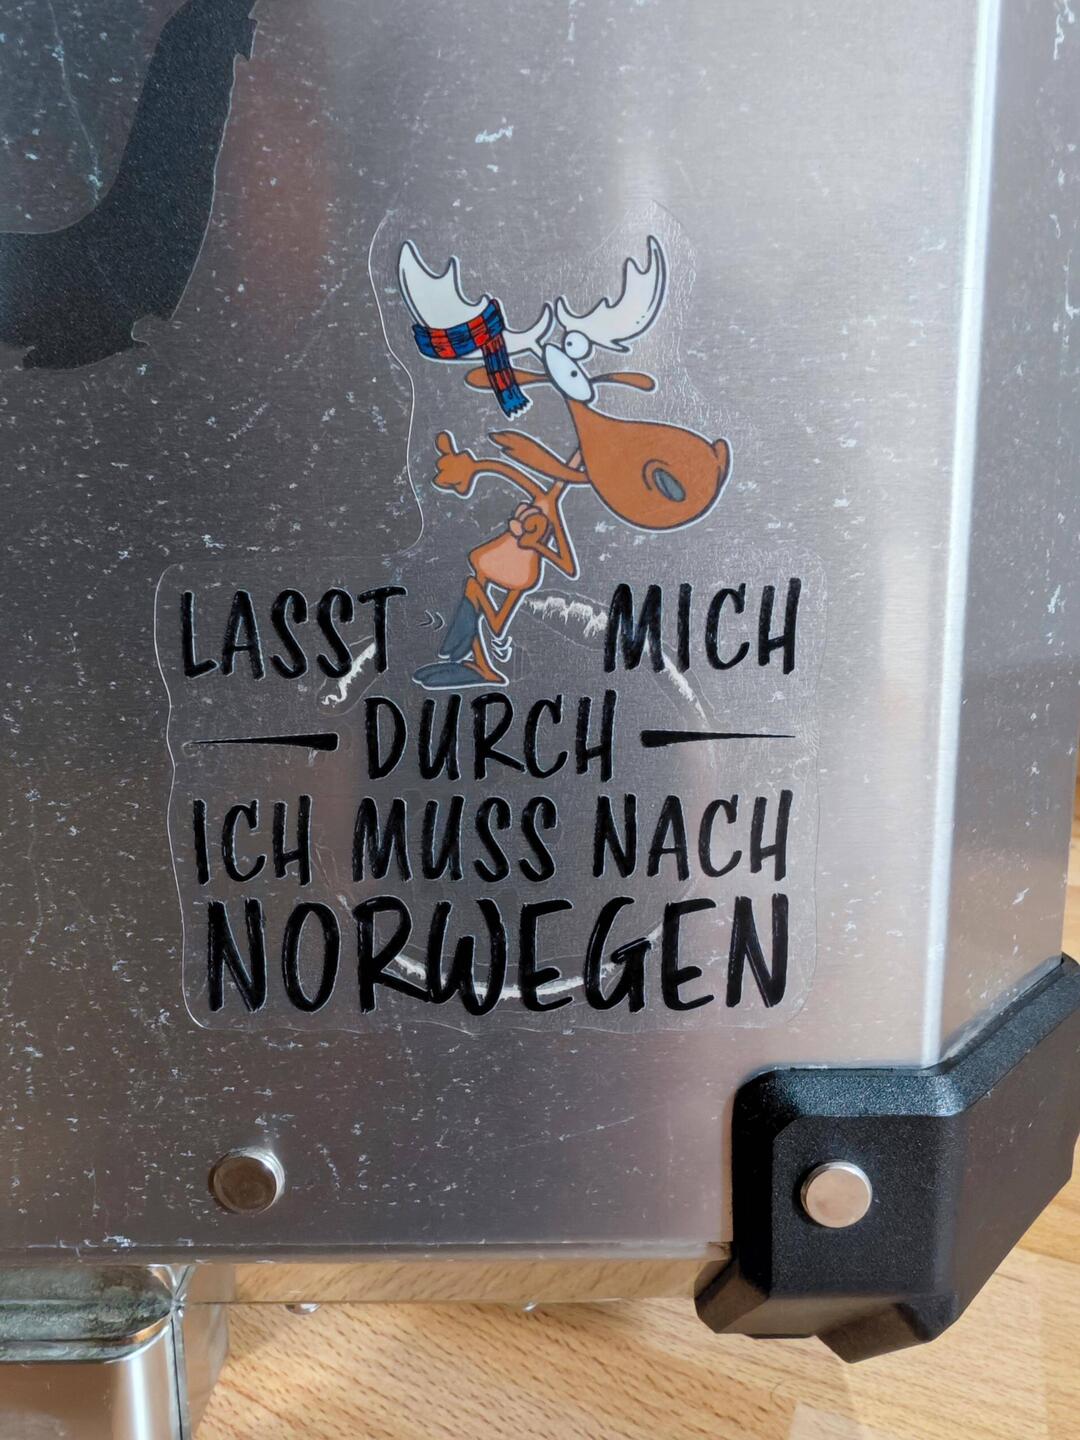 LASST MICH
DURCH
ICH MUSS NACH
NORWEGEN